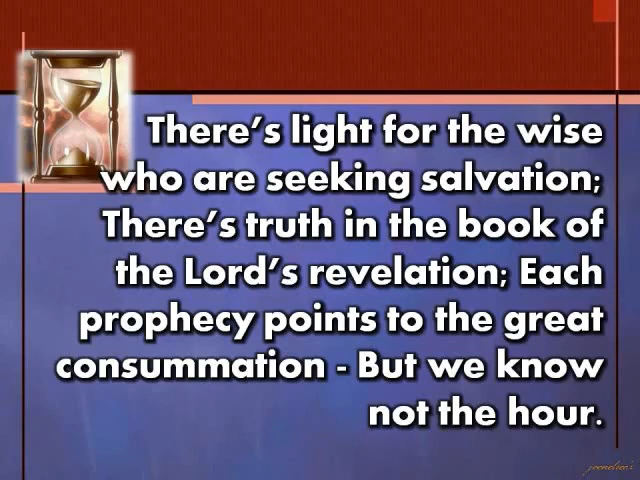 There's light for the wise
who are seeking salvation;
There's truth in the book of
the Lord's revelation; Each
prophecy points to the great
consummation - But we know
not the hour.